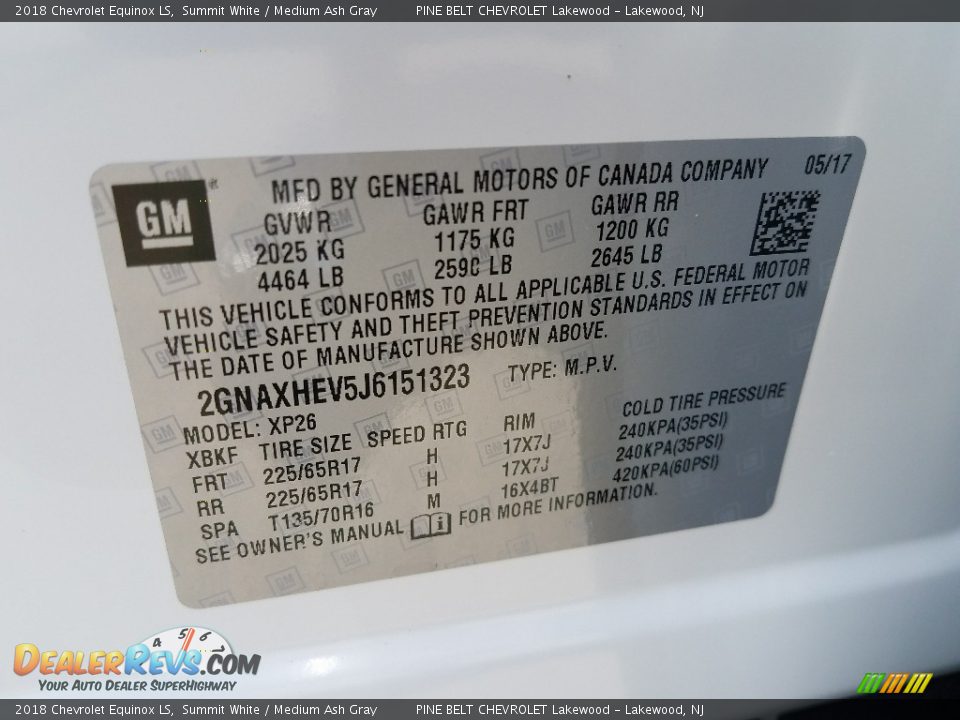 2018 Chevrolet Equinox LS, Summit White / Medium Ash Gray PINE BELT CHEVROLET Lakewood – Lakewood, NJ
GM
MFD BY GENERAL MOTORS OF CANADA COMPANY 05/17
GVWR GAWR FRT GAWR RR
2025 KG 1175 KG 1200 KG
4464 LB 2590 LB 2645 LB
THIS VEHICLE CONFORMS TO ALL APPLICABLE U.S. FEDERAL MOTOR
VEHICLE SAFETY AND THEFT PREVENTION STANDARDS IN EFFECT ON
THE DATE OF MANUFACTURE SHOWN ABOVE.
2GNAXHEV5J6151323 TYPE: M.P.V.
MODEL: XP26
XBKF TIRE SIZE SPEED RTG RIM COLD TIRE PRESSURE
FRT 225/65R17 H 17X7J 240KPA(35PSI)
RR 225/65R17 H 17X7J 240KPA(35PSI)
SPA T135/70R16 M 16X4BT 420KPA(60PSI)
SEE OWNER'S MANUAL FOR MORE INFORMATION.
4 5 6
DEALERREVS.COM
YOUR AUTO DEALER SUPERHIGHWAY
2018 Chevrolet Equinox LS, Summit White / Medium Ash Gray PINE BELT CHEVROLET Lakewood – Lakewood, NJ